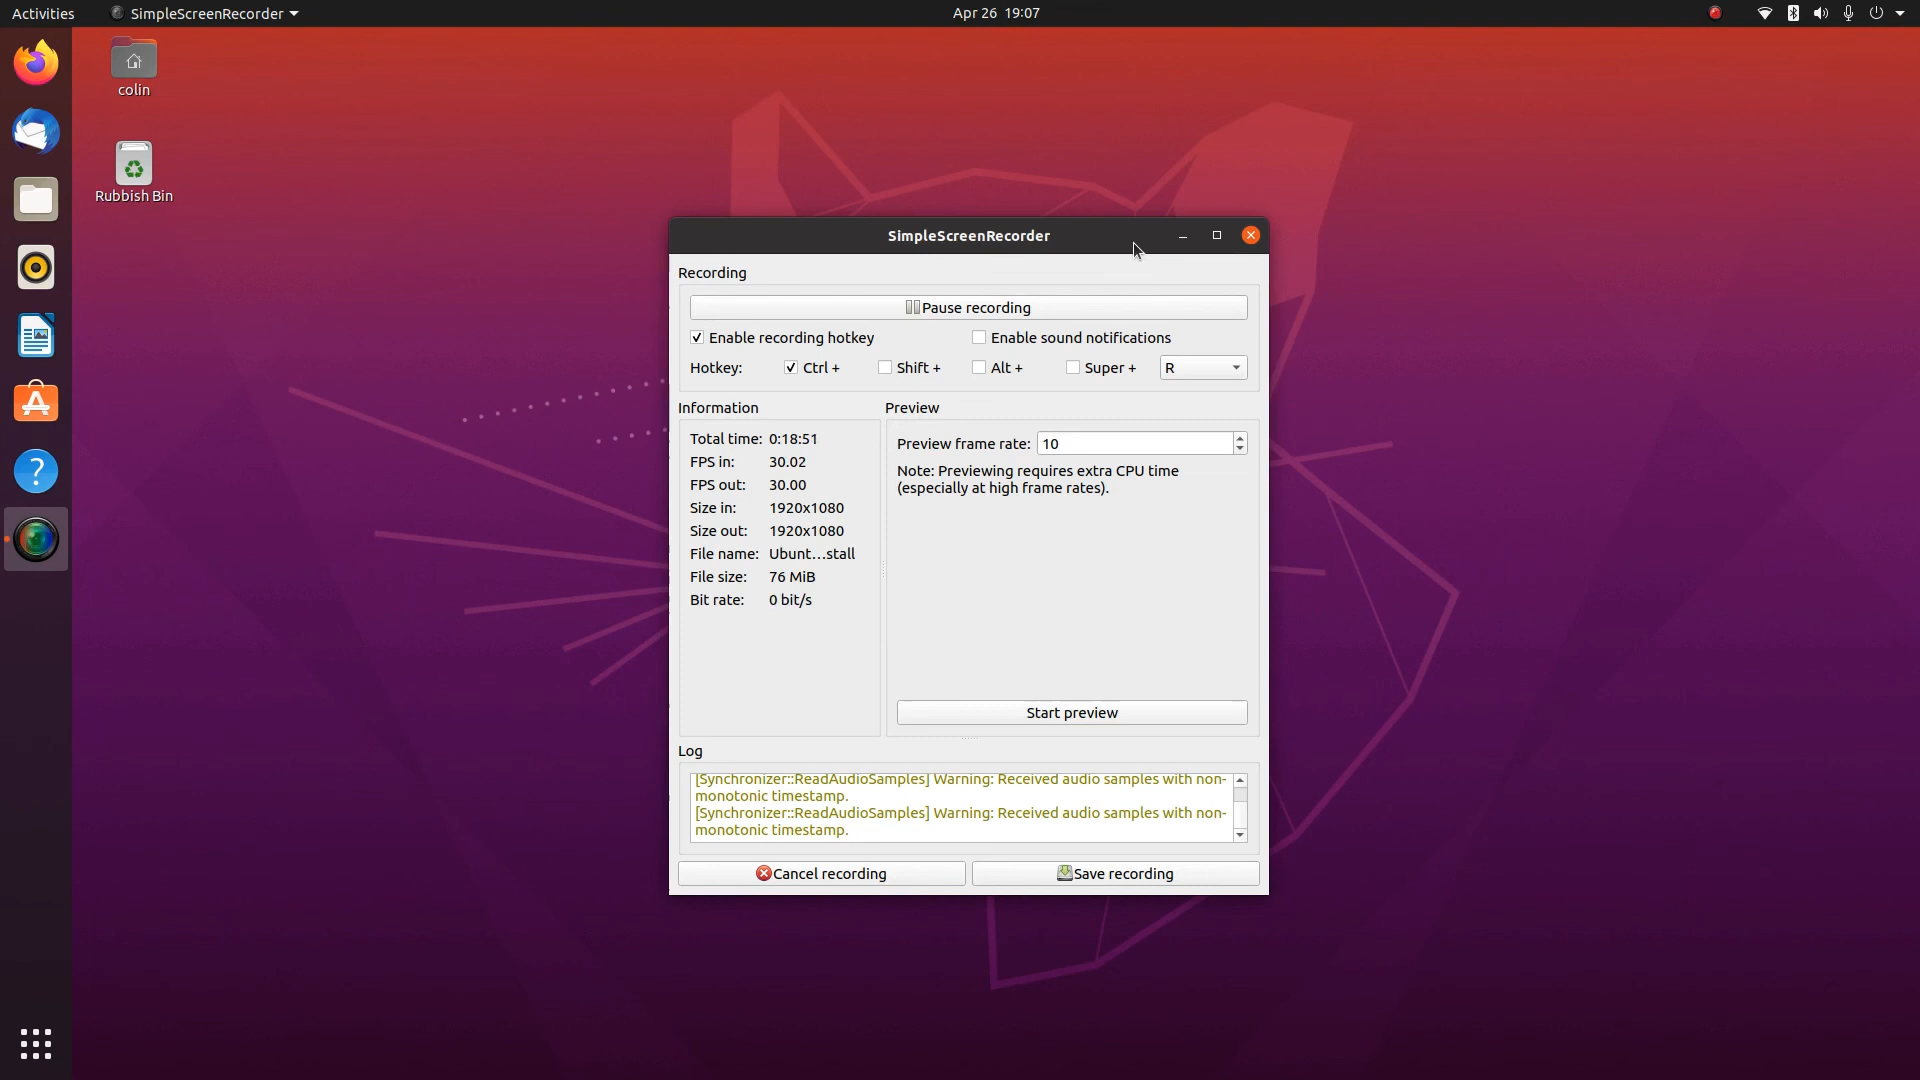 Activities
SimpleScreenRecorder
Apr 26 19:07
colin
Rubbish Bin
SimpleScreenRecorder
Recording
Pause recording
Enable recording hotkey
Enable sound notifications
Hotkey:
Ctrl +
Shift +
Alt +
Super +
R
Information
Total time: 0:18:51
FPS in: 30.02
FPS out: 30.00
Size in: 1920x1080
Size out: 1920x1080
File name: Ubunt...stall
File size: 76 MiB
Bit rate: 0 bit/s
Preview
Preview frame rate: 10
Note: Previewing requires extra CPU time
(especially at high frame rates).
Start preview
Log
[Synchronizer::ReadAudioSamples] Warning: Received audio samples with non-
monotonic timestamp.
[Synchronizer::ReadAudioSamples] Warning: Received audio samples with non-
monotonic timestamp.
Cancel recording
Save recording